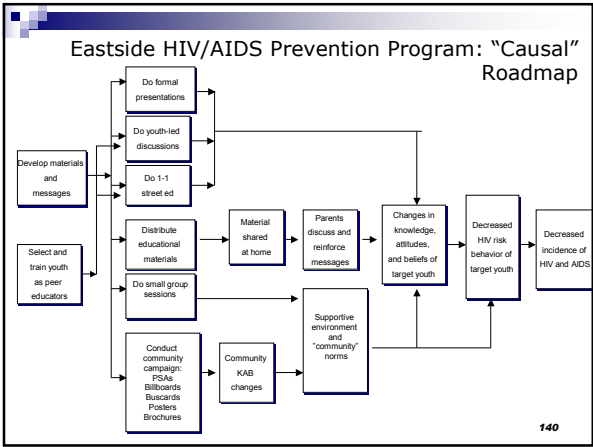 Eastside HIV/AIDS Prevention Program: “Causal”
Roadmap
Do formal
presentations
Do youth-led
discussions
Develop materials
and
messages
Do 1-1
street ed
Select and
train youth
as peer
educators
Distribute
educational
materials
Material
shared
at home
Parents
discuss and
reinforce
messages
Changes in
knowledge,
attitudes,
and beliefs of
target youth
Decreased
HIV risk
behavior of
target youth
Decreased
incidence of
HIV and AIDS
Do small group
sessions
Supportive
environment
and
"community"
norms
Conduct
community
campaign:
PSAs
Billboards
Buscards
Posters
Brochures
Community
KAB
changes
140